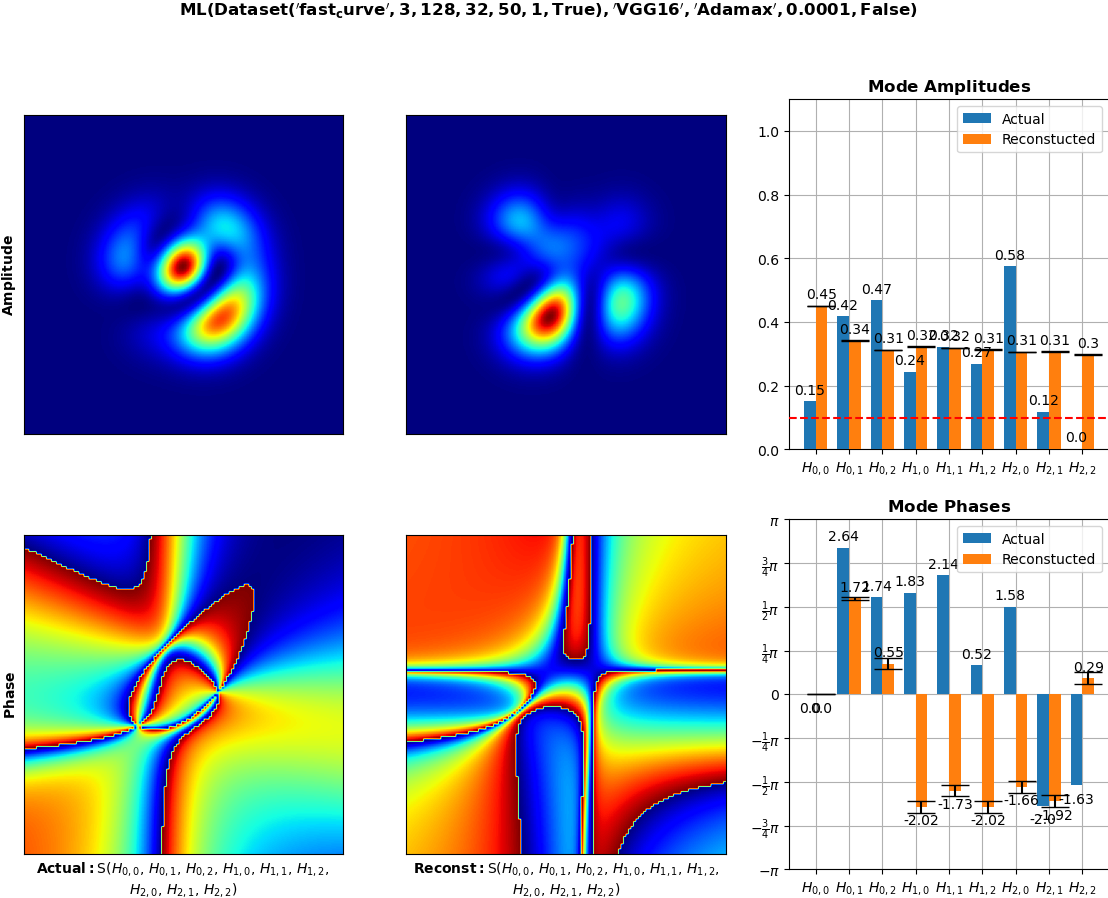 ML(Dataset('fast_curve', 3, 128, 32, 50, 1, True), 'VGG16', 'Adamax', 0.0001, False)
Mode Amplitudes
Actual
Reconstucted
1.0
0.8
0.6
0.4
0.2
0.0
0.15
0.42
0.47
0.24
0.32
0.27
0.58
0.12
0.0
0.45
0.34
0.31
0.32
0.32
0.31
0.31
0.31
0.3
H0,0 H0,1 H0,2 H1,0 H1,1 H1,2 H2,0 H2,1 H2,2
Amplitude
Mode Phases
Actual
Reconstucted
π
3/4π
1/2π
1/4π
0
−1/4π
−1/2π
−3/4π
−π
0.0
2.64
1.74
1.83
2.14
0.52
1.58
-2.0
-1.63
0.0
1.72
0.55
-2.02
-1.73
-2.02
-1.66
-1.92
0.29
H0,0 H0,1 H0,2 H1,0 H1,1 H1,2 H2,0 H2,1 H2,2
Phase
Actual: S(H0,0, H0,1, H0,2, H1,0, H1,1, H1,2,
H2,0, H2,1, H2,2)
Reconst: S(H0,0, H0,1, H0,2, H1,0, H1,1, H1,2,
H2,0, H2,1, H2,2)